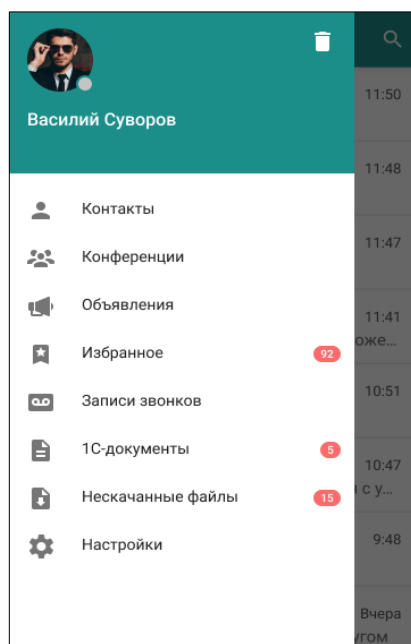 11:50
Василий Суворов
11:48
Контакты
11:47
Конференции
Объявления
11:41
оже...
Избранное
92
10:51
Записи звонков
1С-документы
5
10:47
с у...
Нескачанные файлы
15
Настройки
9:48
Вчера
угом